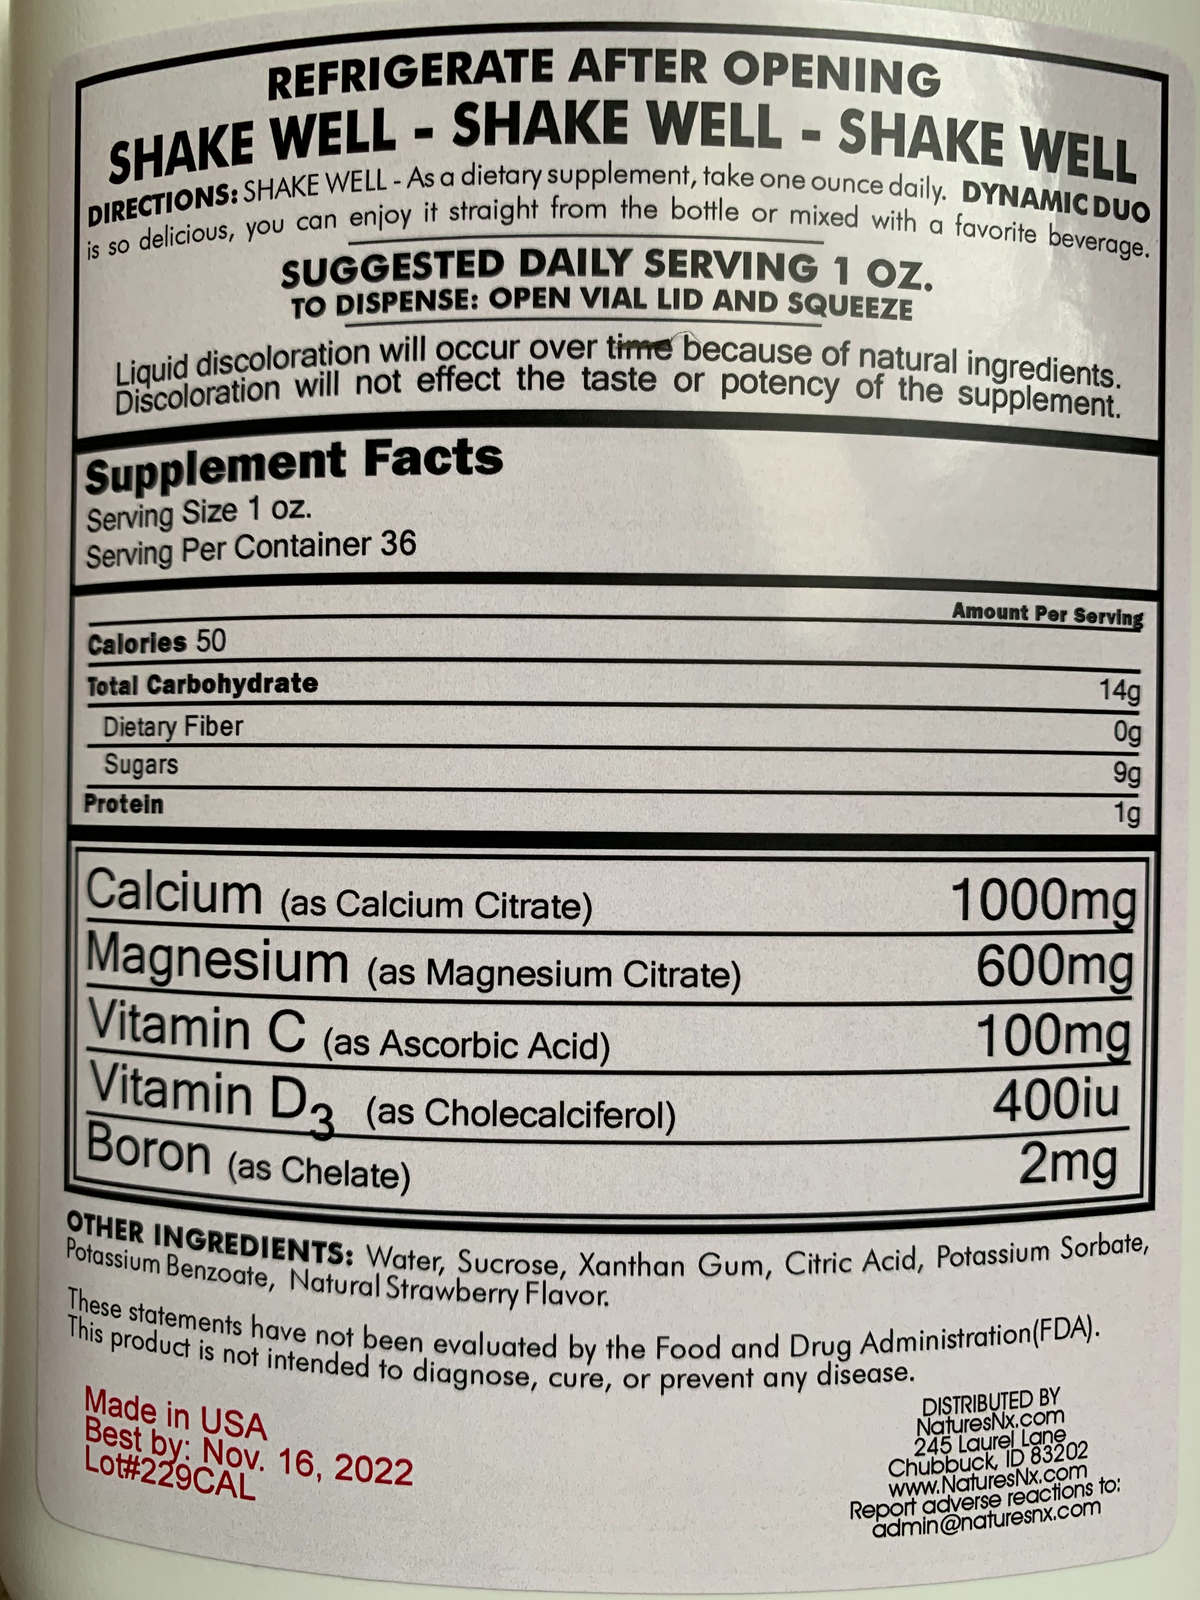 REFRIGERATE AFTER OPENING
SHAKE WELL - SHAKE WELL - SHAKE WELL
DIRECTIONS: SHAKE WELL - As a dietary supplement, take one ounce daily. DYNAMIC DUO
is so delicious, you can enjoy it straight from the bottle or mixed with a favorite beverage.
SUGGESTED DAILY SERVING 1 OZ.
TO DISPENSE: OPEN VIAL LID AND SQUEEZE
Liquid discoloration will occur over time because of natural ingredients.
Discoloration will not effect the taste or potency of the supplement.
Supplement Facts
Serving Size 1 oz.
Serving Per Container 36
Amount Per Serving
Calories 50
Total Carbohydrate 14g
Dietary Fiber 0g
Sugars 9g
Protein 1g
Calcium (as Calcium Citrate) 1000mg
Magnesium (as Magnesium Citrate) 600mg
Vitamin C (as Ascorbic Acid) 100mg
Vitamin D3 (as Cholecalciferol) 400iu
Boron (as Chelate) 2mg
OTHER INGREDIENTS: Water, Sucrose, Xanthan Gum, Citric Acid, Potassium Sorbate,
Potassium Benzoate, Natural Strawberry Flavor.
These statements have not been evaluated by the Food and Drug Administration(FDA).
This product is not intended to diagnose, cure, or prevent any disease.
Made in USA
Best by: Nov. 16, 2022
Lot#229CAL
DISTRIBUTED BY
NaturesNx.com
245 Laurel Lane
Chubbuck, ID 83202
www.NaturesNx.com
Report adverse reactions to:
admin@naturesnx.com